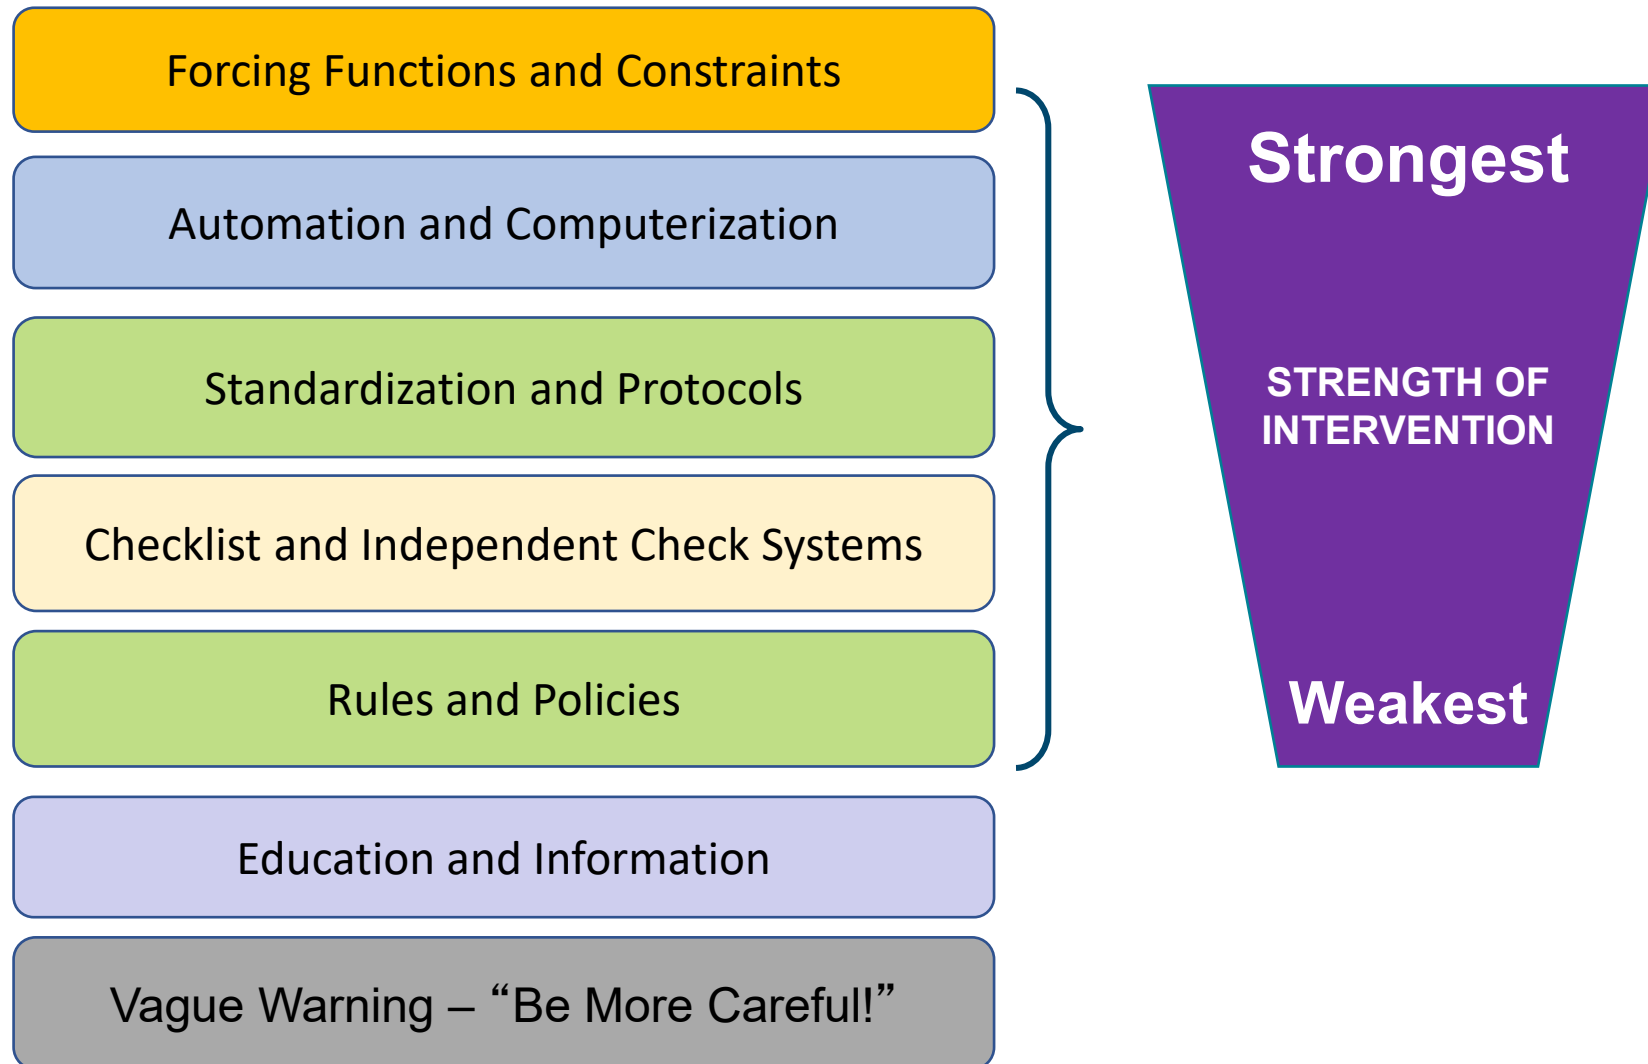 Forcing Functions and Constraints
Automation and Computerization
Standardization and Protocols
Checklist and Independent Check Systems
Rules and Policies
Education and Information
Vague Warning – “Be More Careful!”
Strongest
STRENGTH OF
INTERVENTION
Weakest